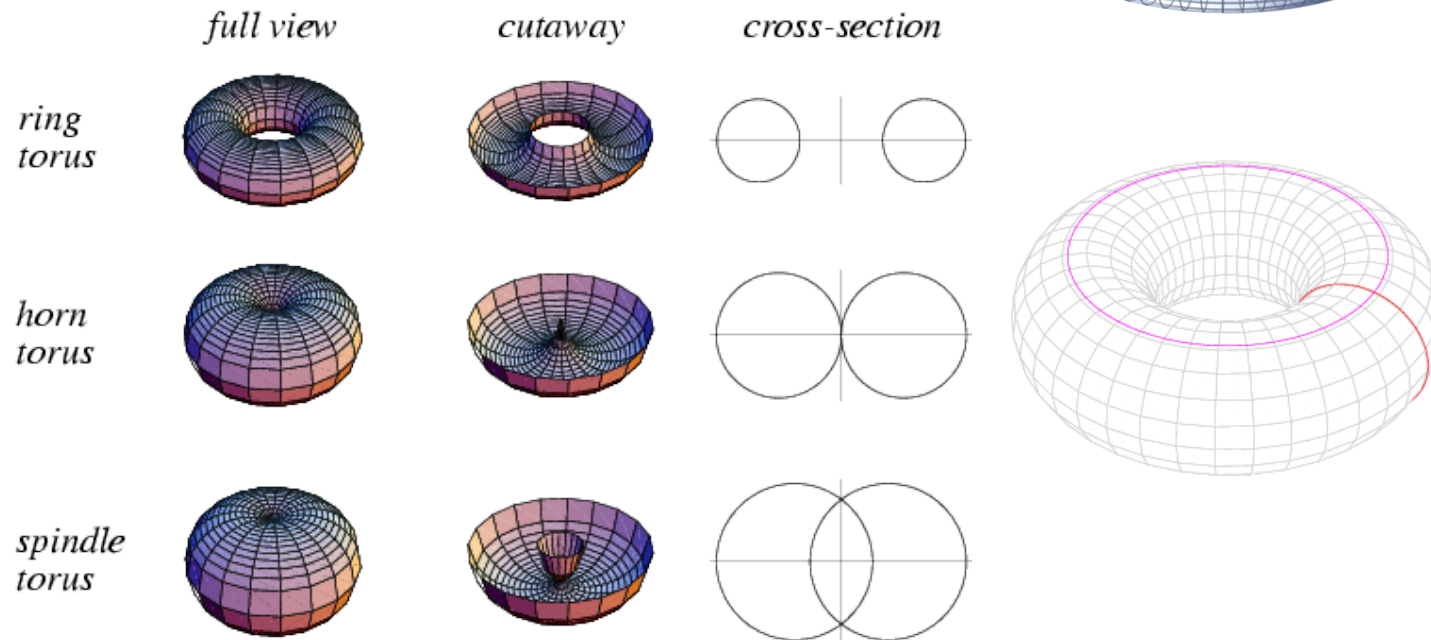 full view cutaway cross-section
ring
torus
horn
torus
spindle
torus